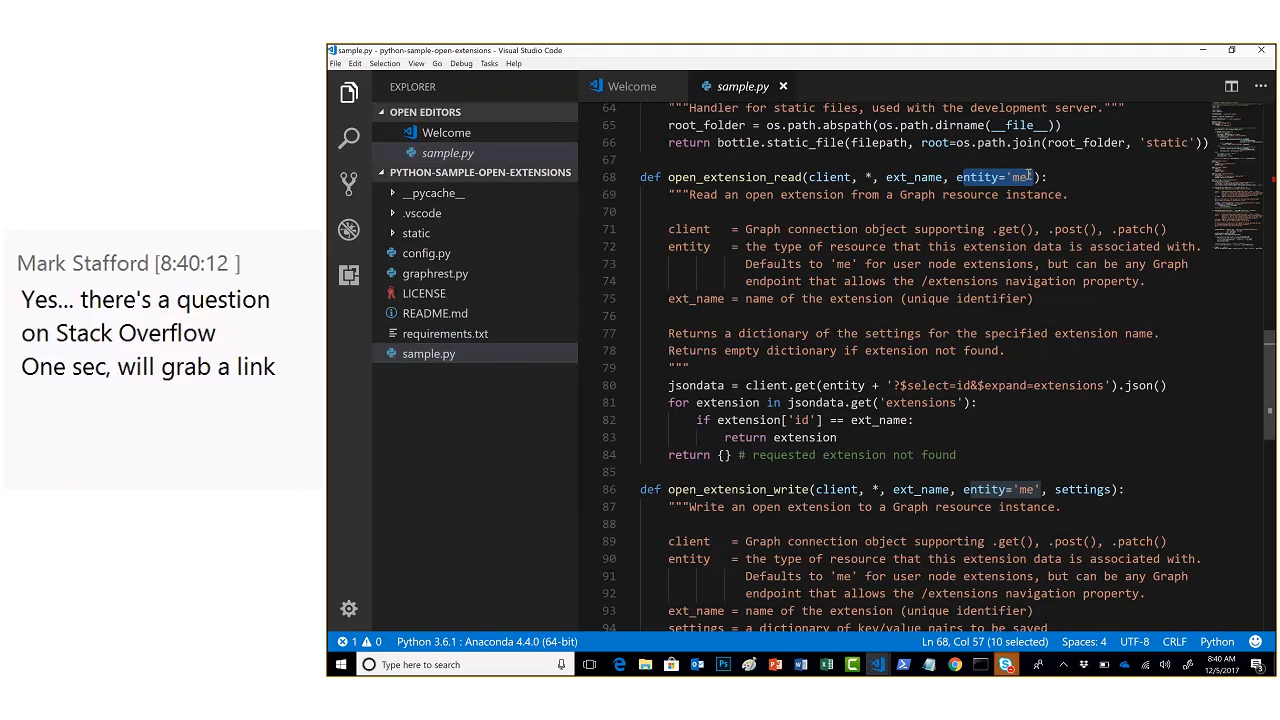 Mark Stafford [8:40:12 ]
Yes... there's a question
on Stack Overflow
One sec, will grab a link
sample.py - python-sample-open-extensions - Visual Studio Code
File Edit Selection View Go Debug Tasks Help
EXPLORER
OPEN EDITORS
Welcome
sample.py
PYTHON-SAMPLE-OPEN-EXTENSIONS
__pycache__
.vscode
static
config.py
graphrest.py
LICENSE
README.md
requirements.txt
sample.py
Welcome sample.py
64 """Handler for static files, used with the development server."""
65 root_folder = os.path.abspath(os.path.dirname(__file__))
66 return bottle.static_file(filepath, root=os.path.join(root_folder, 'static'))
67
68 def open_extension_read(client, *, ext_name, entity='me'):
69 """Read an open extension from a Graph resource instance.
70
71 client = Graph connection object supporting .get(), .post(), .patch()
72 entity = the type of resource that this extension data is associated with.
73 Defaults to 'me' for user node extensions, but can be any Graph
74 endpoint that allows the /extensions navigation property.
75 ext_name = name of the extension (unique identifier)
76
77 Returns a dictionary of the settings for the specified extension name.
78 Returns empty dictionary if extension not found.
79 """
80 jsondata = client.get(entity + '?$select=id&$expand=extensions').json()
81 for extension in jsondata.get('extensions'):
82 if extension['id'] == ext_name:
83 return extension
84 return {} # requested extension not found
85
86 def open_extension_write(client, *, ext_name, entity='me', settings):
87 """Write an open extension to a Graph resource instance.
88
89 client = Graph connection object supporting .get(), .post(), .patch()
90 entity = the type of resource that this extension data is associated with.
91 Defaults to 'me' for user node extensions, but can be any Graph
92 endpoint that allows the /extensions navigation property.
93 ext_name = name of the extension (unique identifier)
94 settings = a dictionary of key/value pairs to be saved
1 0 Python 3.6.1 : Anaconda 4.4.0 (64-bit) Ln 68, Col 57 (10 selected) Spaces: 4 UTF-8 CRLF Python
Type here to search
8:40 AM
12/5/2017